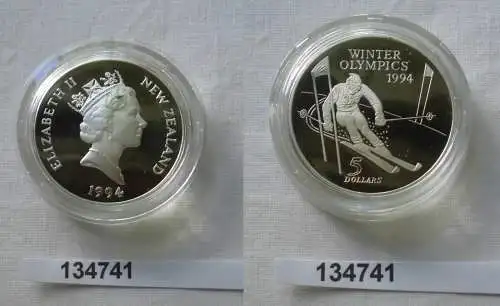 ELIZABETH II
NEW ZEALAND
1994
134741
WINTER
OLYMPICS
1994
5
DOLLARS
134741